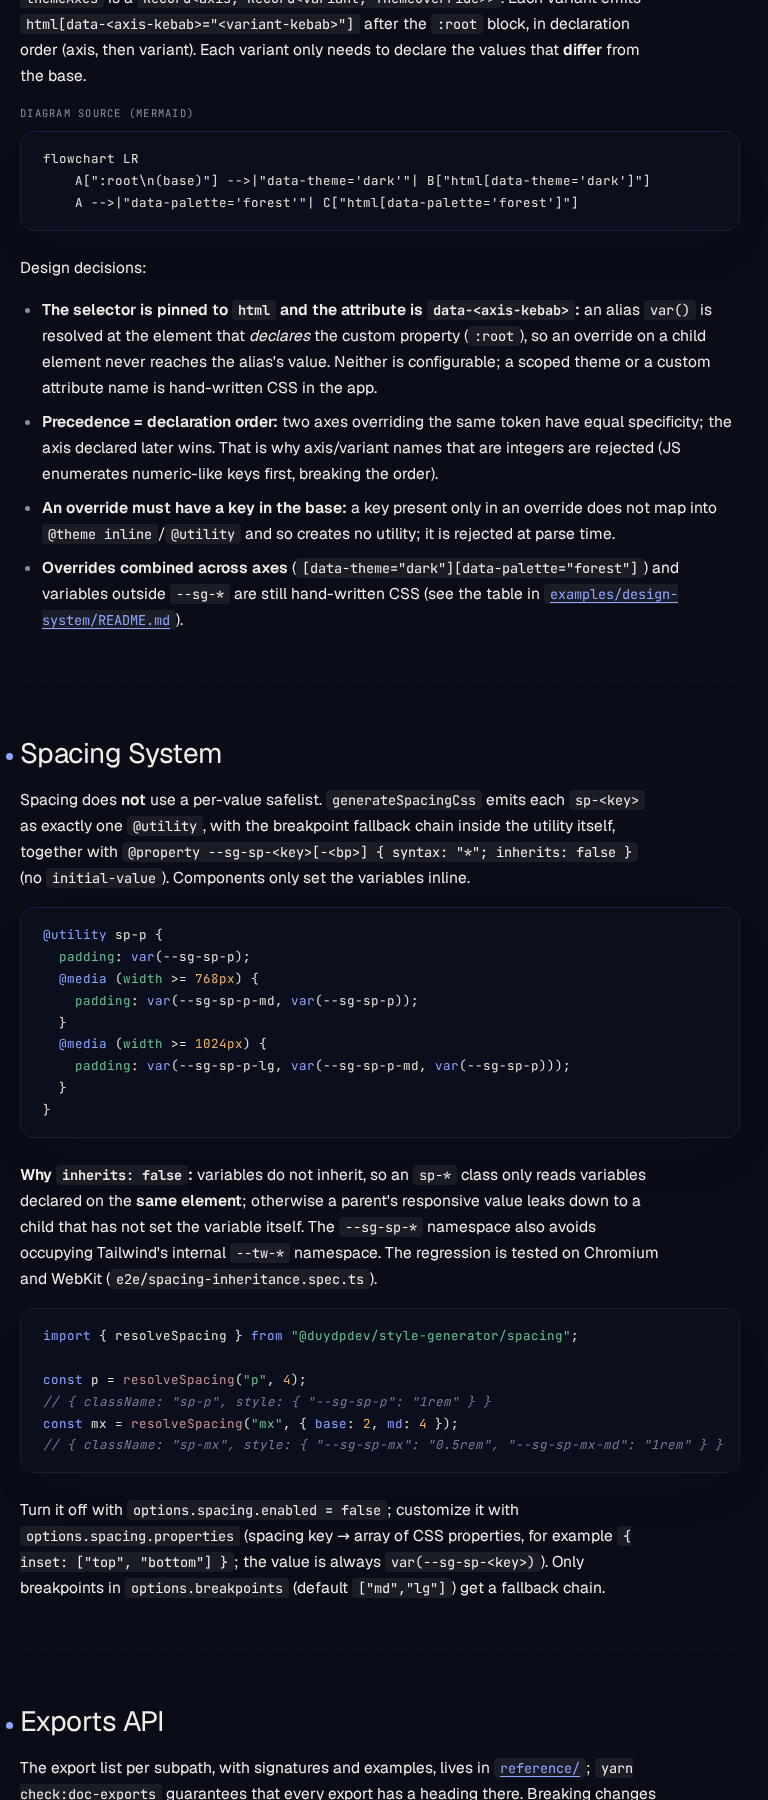 html[data-<axis-kebab>="<variant-kebab>"] after the :root block, in declaration
order (axis, then variant). Each variant only needs to declare the values that differ from
the base.
DIAGRAM SOURCE (MERMAID)
flowchart LR
    A[":root\n(base)"] -->|"data-theme='dark'"| B["html[data-theme='dark']"]
    A -->|"data-palette='forest'"| C["html[data-palette='forest']"]
Design decisions:
• The selector is pinned to html and the attribute is data-<axis-kebab>: an alias var() is
resolved at the element that declares the custom property (:root), so an override on a child
element never reaches the alias's value. Neither is configurable; a scoped theme or a custom
attribute name is hand-written CSS in the app.
• Precedence = declaration order: two axes overriding the same token have equal specificity; the
axis declared later wins. That is why axis/variant names that are integers are rejected (JS
enumerates numeric-like keys first, breaking the order).
• An override must have a key in the base: a key present only in an override does not map into
@theme inline/@utility and so creates no utility; it is rejected at parse time.
• Overrides combined across axes ([data-theme="dark"][data-palette="forest"]) and
variables outside --sg-* are still hand-written CSS (see the table in examples/design-
system/README.md).
Spacing System
Spacing does not use a per-value safelist. generateSpacingCss emits each sp-<key>
as exactly one @utility, with the breakpoint fallback chain inside the utility itself,
together with @property --sg-sp-<key>[-<bp>] { syntax: "*"; inherits: false }
(no initial-value). Components only set the variables inline.
@utility sp-p {
  padding: var(--sg-sp-p);
  @media (width >= 768px) {
    padding: var(--sg-sp-p-md, var(--sg-sp-p));
  }
  @media (width >= 1024px) {
    padding: var(--sg-sp-p-lg, var(--sg-sp-p-md, var(--sg-sp-p)));
  }
}
Why inherits: false: variables do not inherit, so an sp-* class only reads variables
declared on the same element; otherwise a parent's responsive value leaks down to a
child that has not set the variable itself. The --sg-sp-* namespace also avoids
occupying Tailwind's internal --tw-* namespace. The regression is tested on Chromium
and WebKit (e2e/spacing-inheritance.spec.ts).
import { resolveSpacing } from "@duydpdev/style-generator/spacing";
const p = resolveSpacing("p", 4);
// { className: "sp-p", style: { "--sg-sp-p": "1rem" } }
const mx = resolveSpacing("mx", { base: 2, md: 4 });
// { className: "sp-mx", style: { "--sg-sp-mx": "0.5rem", "--sg-sp-mx-md": "1rem" } }
Turn it off with options.spacing.enabled = false; customize it with
options.spacing.properties (spacing key → array of CSS properties, for example {
inset: ["top", "bottom"] }; the value is always var(--sg-sp-<key>)). Only
breakpoints in options.breakpoints (default ["md","lg"]) get a fallback chain.
Exports API
The export list per subpath, with signatures and examples, lives in reference/; yarn
check:doc-exports guarantees that every export has a heading there. Breaking changes